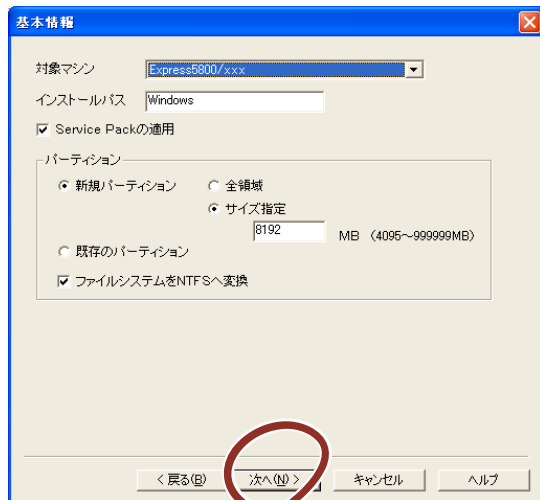 基本情報
対象マシン Express5800/xxx
インストールパス Windows
Service Packの適用
パーティション
新規パーティション 全領域
サイズ指定
8192 MB (4095～999999MB)
既存のパーティション
ファイルシステムをNTFSへ変換
< 戻る(B) 次へ(N) > キャンセル ヘルプ